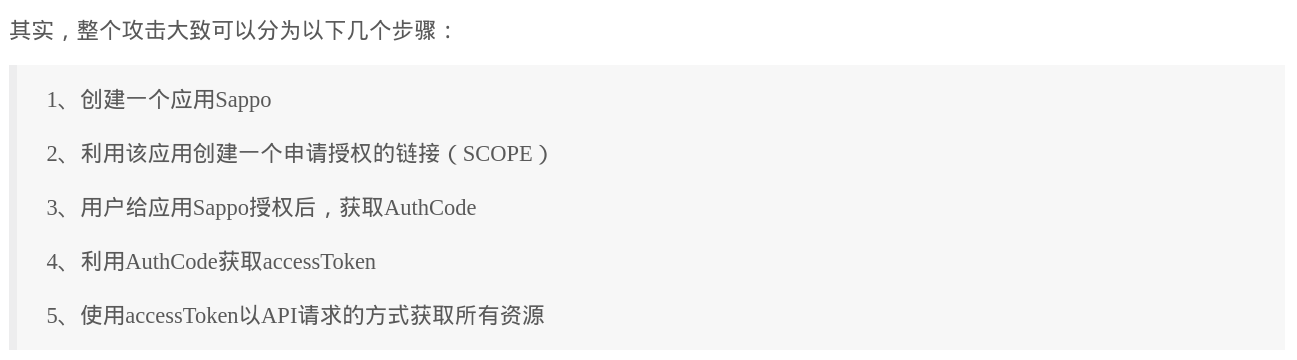 其实，整个攻击大致可以分为以下几个步骤：
1、创建一个应用Sappo
2、利用该应用创建一个申请授权的链接（SCOPE）
3、用户给应用Sappo授权后，获取AuthCode
4、利用AuthCode获取accessToken
5、使用accessToken以API请求的方式获取所有资源